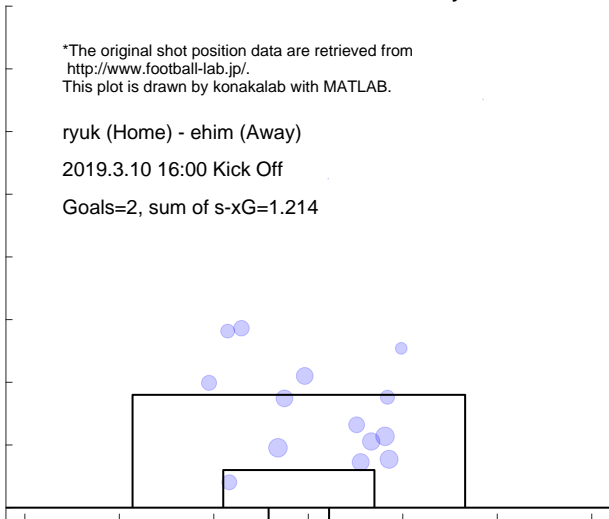 *The original shot position data are retrieved from
http://www.football-lab.jp/.
This plot is drawn by konakalab with MATLAB.
ryuk (Home) - ehim (Away)
2019.3.10 16:00 Kick Off
Goals=2, sum of s-xG=1.214